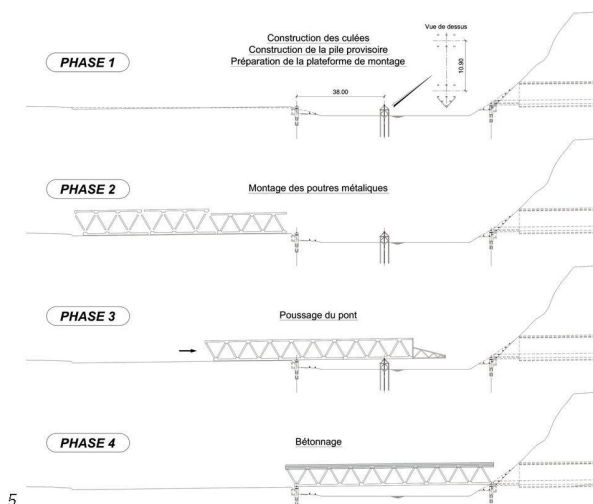 PHASE 1
Construction des culées
Construction de la pile provisoire
Préparation de la plateforme de montage
Vue de dessus
10.90
38.00
PHASE 2
Montage des poutres métaliques
PHASE 3
Poussage du pont
PHASE 4
Bétonnage
5